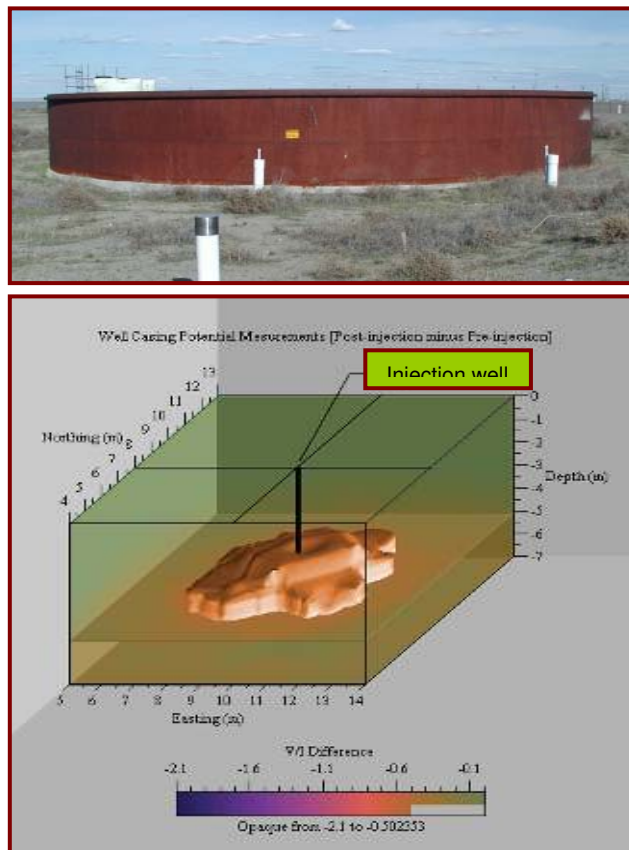 Well Casing Potential Mesurements [Post-injection minus Pre-injection]
Injection well
13
12
11
10
9
8
7
6
5
4
Northing (m)
0
-1
-2
-3
-4
-5
-6
-7
Depth (m)
5 6 7 8 9 10 11 12 13 14
Easting (m)
V/I Difference
-2.1 -1.6 -1.1 -0.6 -0.1
Opaque from -2.1 to -0.502353